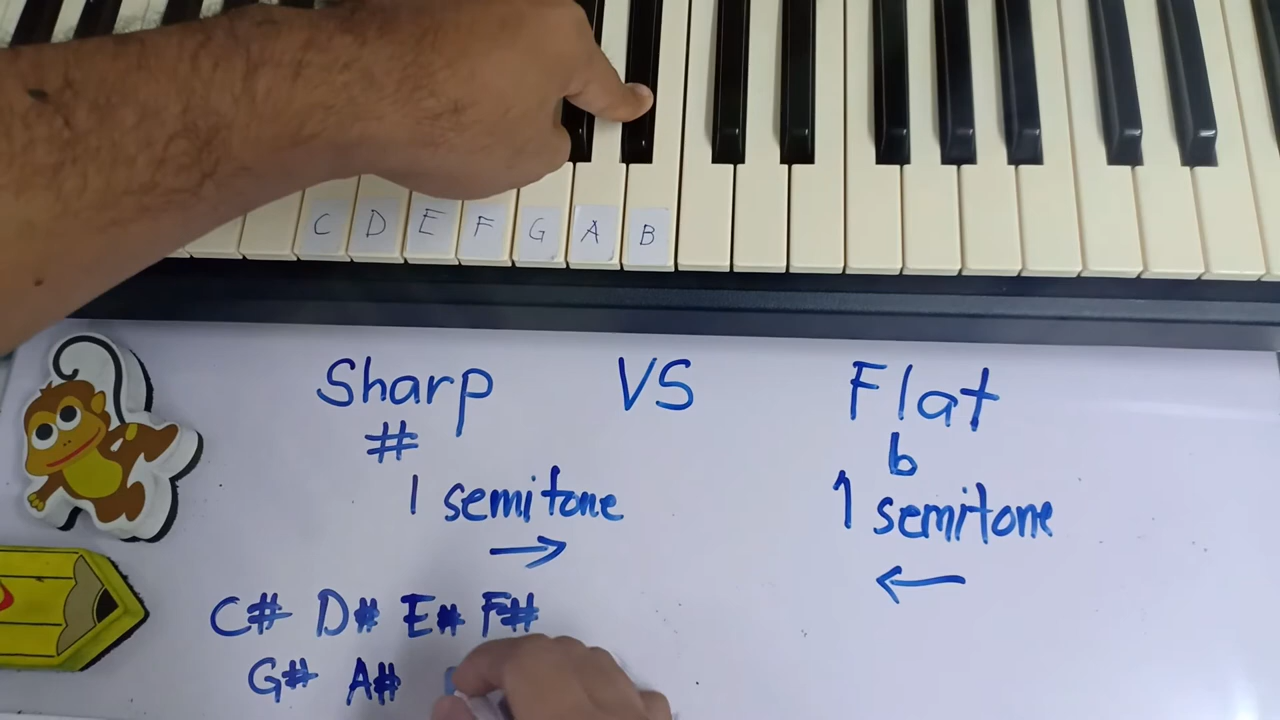 C D E F G A B
Sharp VS Flat
# b
1 semitone 1 semitone
→ ←
C# D# E# F#
G# A#